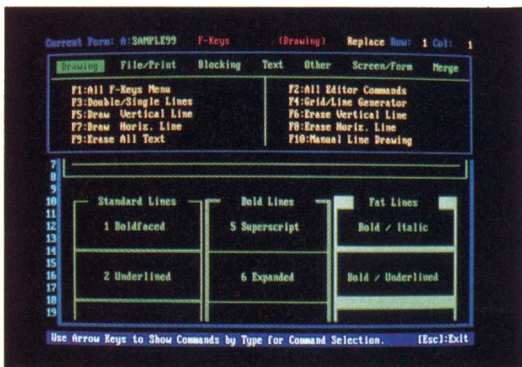 Current Form: A:SAMPLE99 F-Keys (Drawing) Replace Row: 1 Col: 1
Drawing File/Print Blocking Text Other Screen/Form Merge
F1:All F-Keys Menu F2:All Editor Commands
F3:Double/Single Lines F4:Grid/Line Generator
F5:Draw Vertical Line F6:Erase Vertical Line
F7:Draw Horiz. Line F8:Erase Horiz. Line
F9:Erase All Text F10:Manual Line Drawing
7
8
9
10 Standard Lines Bold Lines Fat Lines
11
12 1 Boldfaced 5 Superscript Bold / Italic
13
14
15
16 2 Underlined 6 Expanded Bold / Underlined
17
18
19
Use Arrow Keys to Show Commands by Type for Command Selection. [Esc]:Exit